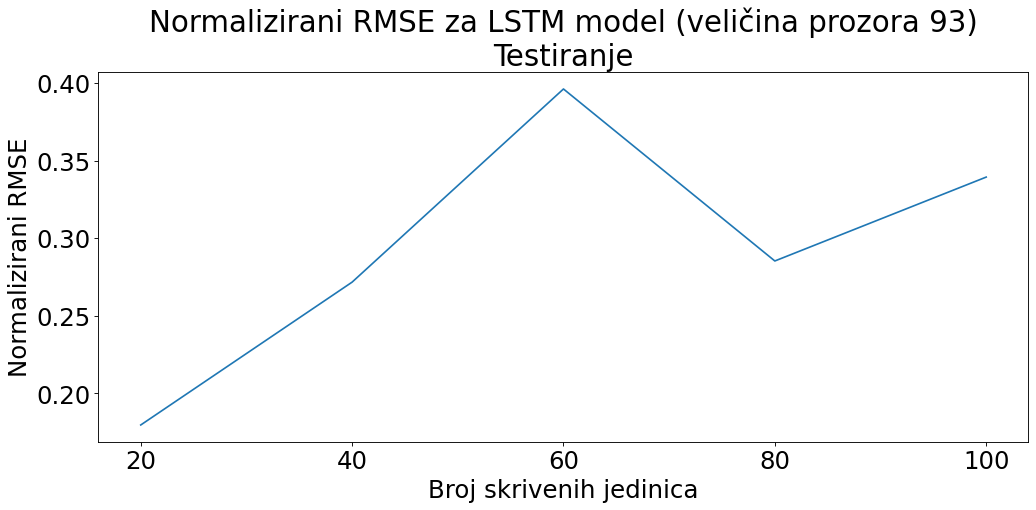 Normalizirani RMSE za LSTM model (veličina prozora 93)
Testiranje
Normalizirani RMSE
0.40
0.35
0.30
0.25
0.20
20 40 60 80 100
Broj skrivenih jedinica